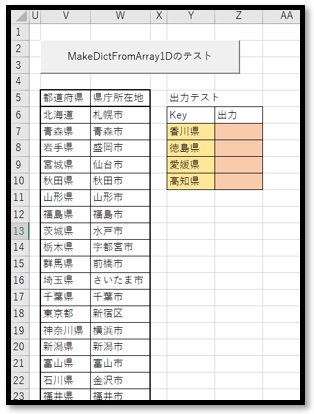 U V W X Y Z AA
1
2 MakeDictFromArray1Dのテスト
3
4
5 都道府県 県庁所在地 出力テスト
6 北海道 札幌市 Key 出力
7 青森県 青森市 香川県
8 岩手県 盛岡市 徳島県
9 宮城県 仙台市 愛媛県
10 秋田県 秋田市 高知県
11 山形県 山形市
12 福島県 福島市
13 茨城県 水戸市
14 栃木県 宇都宮市
15 群馬県 前橋市
16 埼玉県 さいたま市
17 千葉県 千葉市
18 東京都 新宿区
19 神奈川県 横浜市
20 新潟県 新潟市
21 富山県 富山市
22 石川県 金沢市
23 福井県 福井市